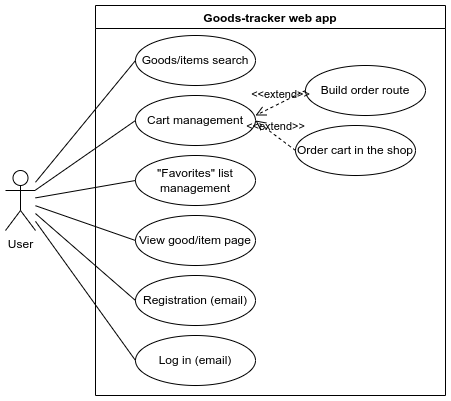 Goods-tracker web app
Goods/items search
<<extend>>
Build order route
Cart management
<<extend>>
Order cart in the shop
"Favorites" list
management
User
View good/item page
Registration (email)
Log in (email)